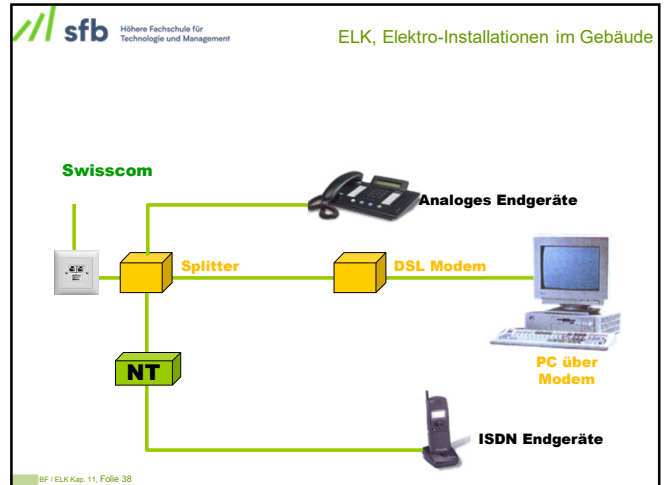 sfb
Höhere Fachschule für
Technologie und Management
ELK, Elektro-Installationen im Gebäude
Swisscom
Analoges Endgeräte
Splitter
DSL Modem
NT
PC über
Modem
ISDN Endgeräte
BF / ELK Kap. 11, Folie 38